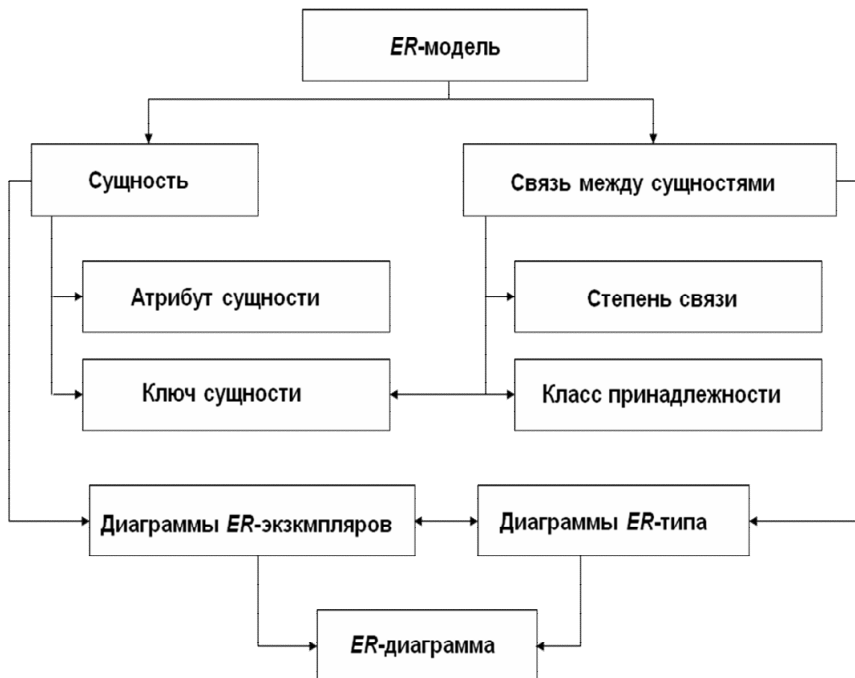 ER-модель
Сущность
Связь между сущностями
Атрибут сущности
Степень связи
Ключ сущности
Класс принадлежности
Диаграммы ER-экзкмпляров
Диаграммы ER-типа
ER-диаграмма